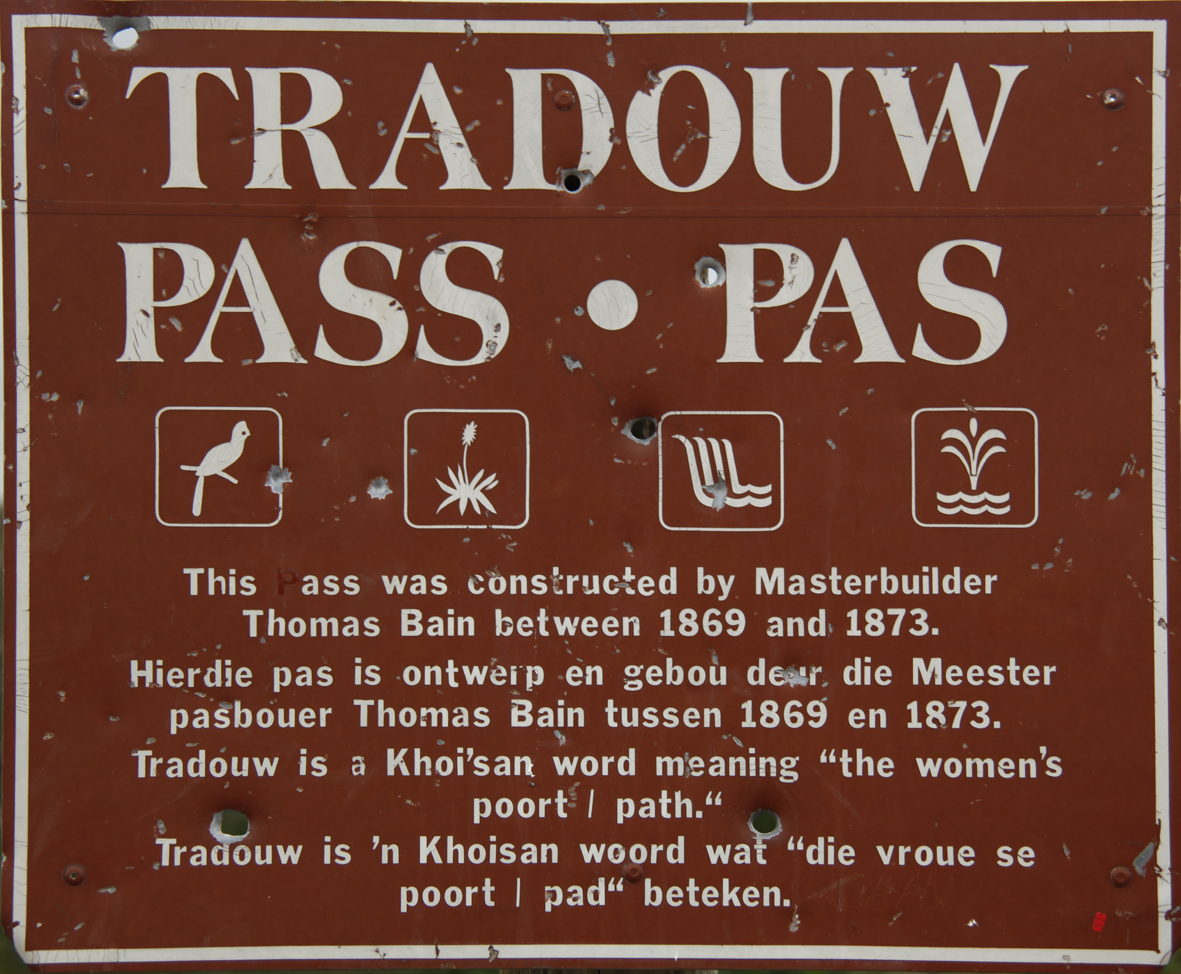 TRADOUW
PASS • PAS
This Pass was constructed by Masterbuilder
Thomas Bain between 1869 and 1873.
Hierdie pas is ontwerp en gebou deur die Meester
pasbouer Thomas Bain tussen 1869 en 1873.
Tradouw is a Khoi'san word meaning “the women's
poort / path.“
Tradouw is 'n Khoisan woord wat “die vroue se
poort / pad“ beteken.